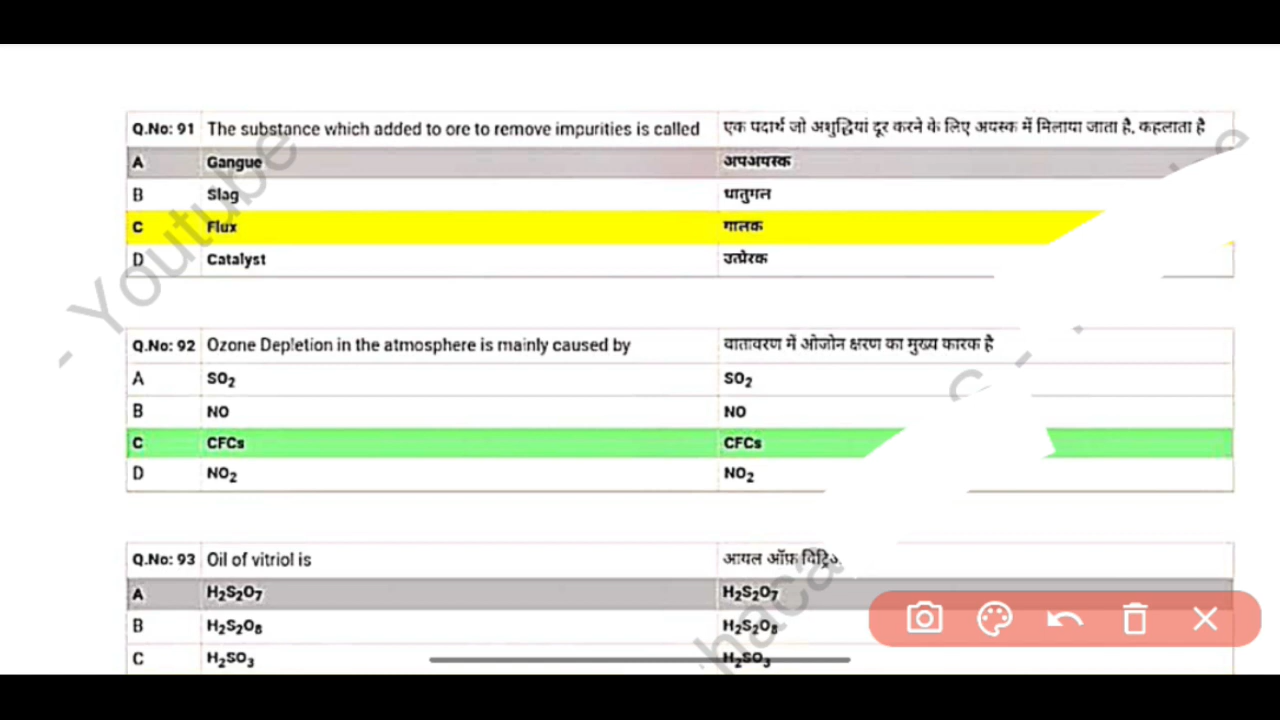 Q.No: 91 The substance which added to ore to remove impurities is called एक पदार्थ जो अशुद्धियां दूर करने के लिए अयस्क में मिलाया जाता है, कहलाता है
A Gangue अपअयस्क
B Slag धातुमल
C Flux गालक
D Catalyst उत्प्रेरक
- Youtube
Q.No: 92 Ozone Depletion in the atmosphere is mainly caused by वातावरण में ओजोन क्षरण का मुख्य कारक है
A SO₂ SO₂
B NO NO
C CFCs CFCs
D NO₂ NO₂
Q.No: 93 Oil of vitriol is आयल ऑफ़
A H₂S₂O₇ H₂S₂O₇
B H₂S₂O₈ H₂S₂O₈
C H₂SO₃ H₂SO₃